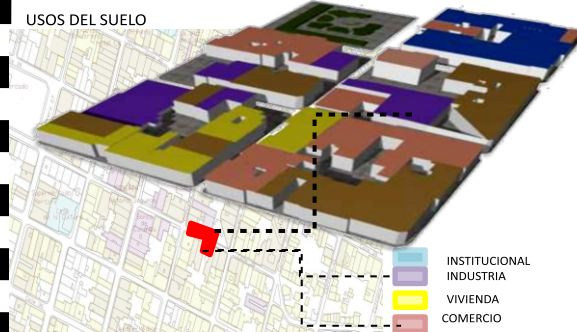 USOS DEL SUELO
INSTITUCIONAL
INDUSTRIA
VIVIENDA
COMERCIO